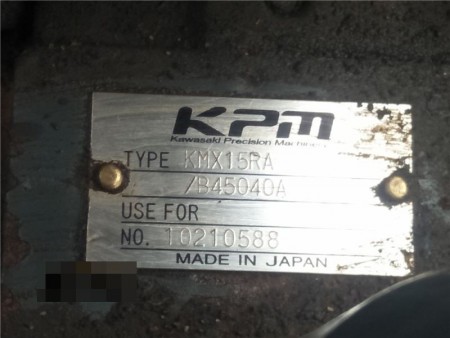 KPM
Kawasaki Precision Machinery
TYPE KMX15RA
/B45040A
USE FOR
NO. 10210588
MADE IN JAPAN